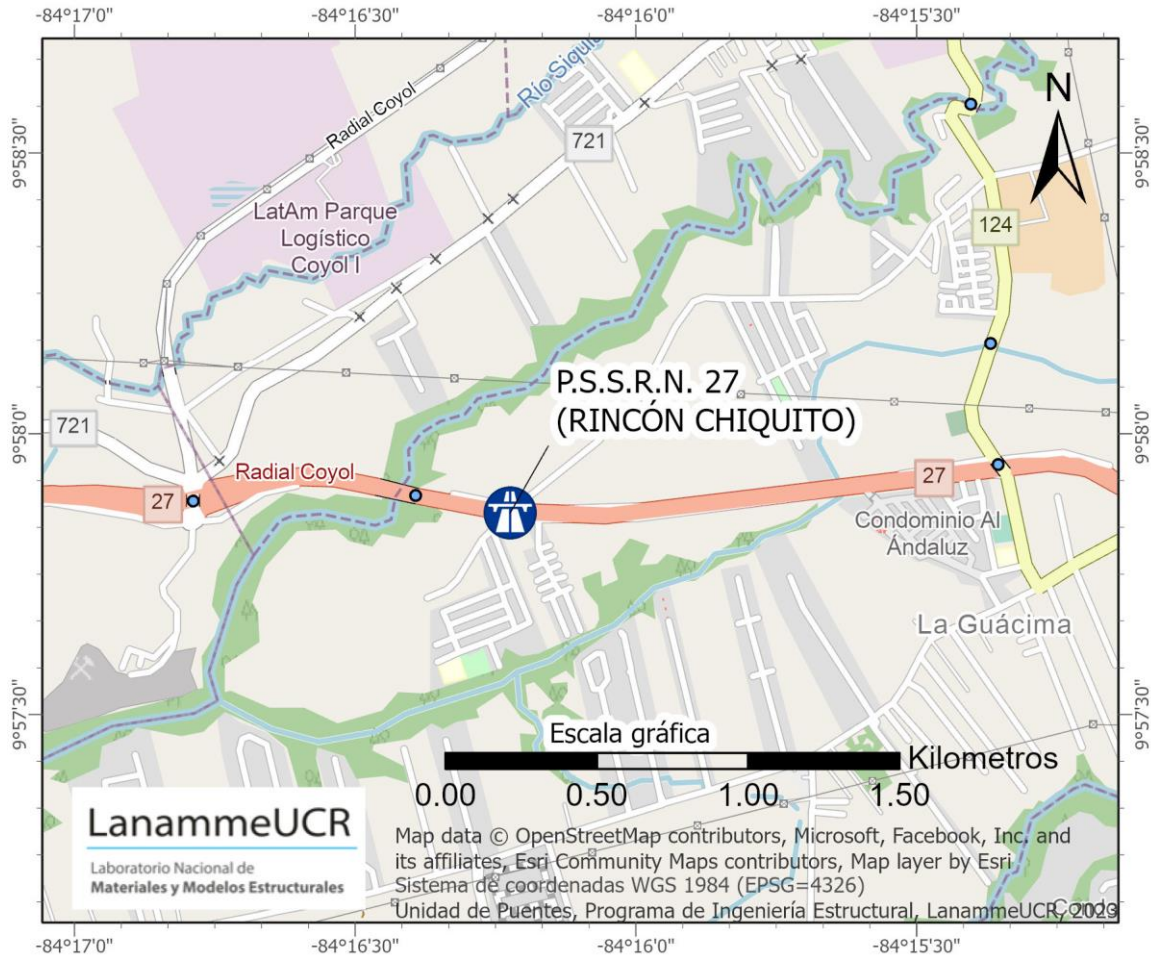 -84°17'0"
-84°16'30"
-84°16'0"
-84°15'30"
Radial Coyol
Río Siqui
N
721
9°58'30"
9°58'30"
LatAm Parque
Logístico
Coyol I
124
P.S.S.R.N. 27
(RINCÓN CHIQUITO)
721
9°58'0"
9°58'0"
Radial Coyol
27
27
Condominio Al
Ándaluz
La Guácima
9°57'30"
9°57'30"
Escala gráfica
Kilometros
0.00 0.50 1.00 1.50
LanammeUCR
Laboratorio Nacional de
Materiales y Modelos Estructurales
Map data © OpenStreetMap contributors, Microsoft, Facebook, Inc. and
its affiliates, Esri Community Maps contributors, Map layer by Esri
Sistema de coordenadas WGS 1984 (EPSG=4326)
Unidad de Puentes, Programa de Ingeniería Estructural, LanammeUCR, 2023
-84°17'0"
-84°16'30"
-84°16'0"
-84°15'30"